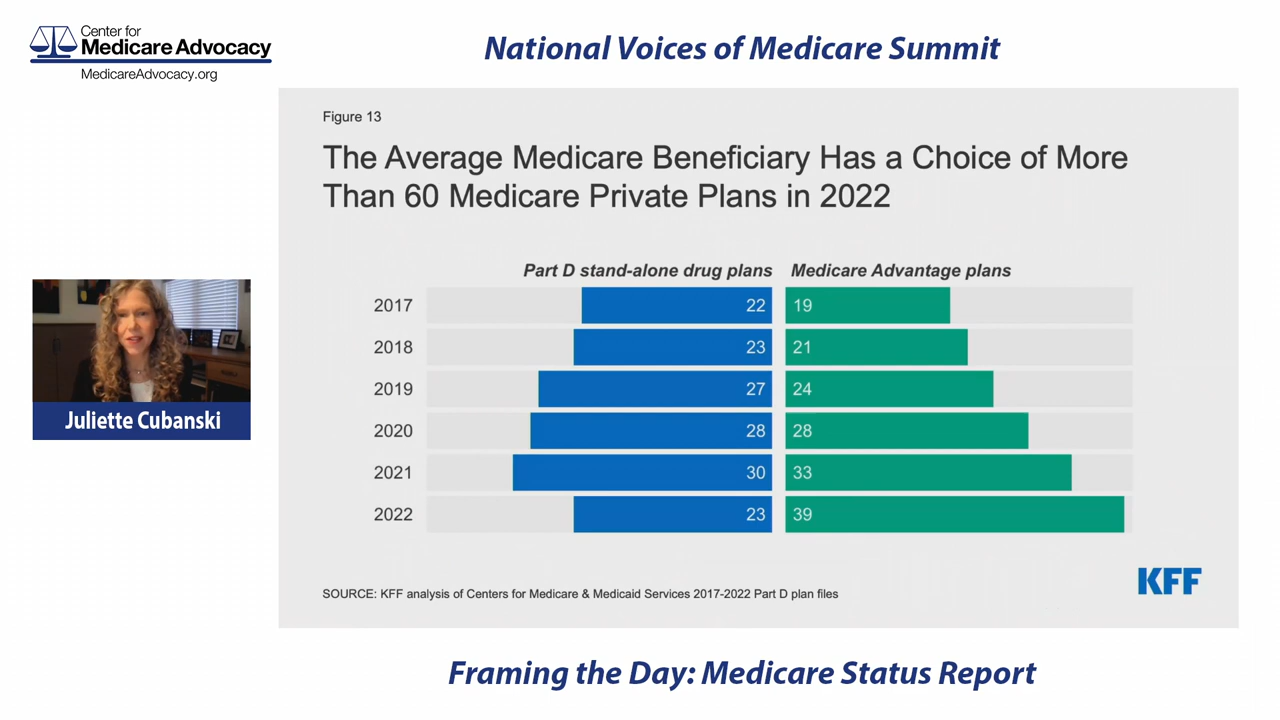 Center for
Medicare Advocacy
MedicareAdvocacy.org
National Voices of Medicare Summit
Figure 13
The Average Medicare Beneficiary Has a Choice of More
Than 60 Medicare Private Plans in 2022
Part D stand-alone drug plans Medicare Advantage plans
2017 22 19
2018 23 21
2019 27 24
2020 28 28
2021 30 33
2022 23 39
Juliette Cubanski
SOURCE: KFF analysis of Centers for Medicare & Medicaid Services 2017-2022 Part D plan files
KFF
Framing the Day: Medicare Status Report